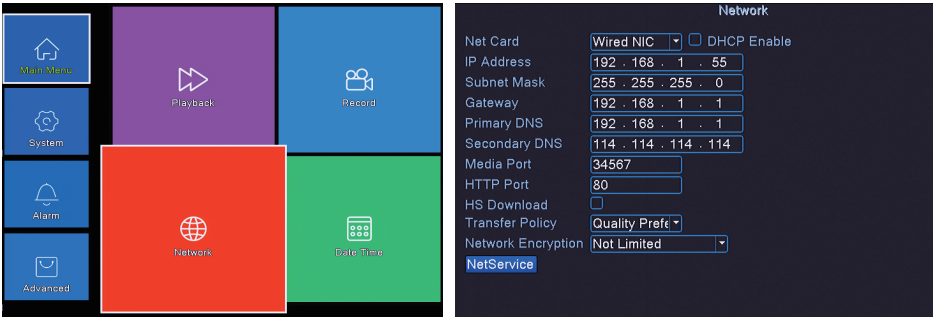 Main Menu
System
Alarm
Advanced
Playback
Record
Network
Date Time
Network
Net Card Wired NIC DHCP Enable
IP Address 192 . 168 . 1 . 55
Subnet Mask 255 . 255 . 255 . 0
Gateway 192 . 168 . 1 . 1
Primary DNS 192 . 168 . 1 . 1
Secondary DNS 114 . 114 . 114 . 114
Media Port 34567
HTTP Port 80
HS Download
Transfer Policy Quality Prefe
Network Encryption Not Limited
NetService